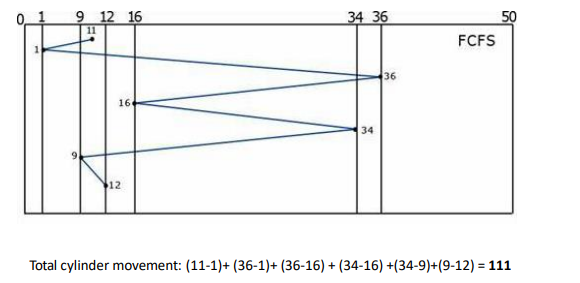 0 1 9 12 16 34 36 50
11
FCFS
1
36
16
34
9
12
Total cylinder movement: (11-1)+ (36-1)+ (36-16) + (34-16) +(34-9)+(9-12) = 111